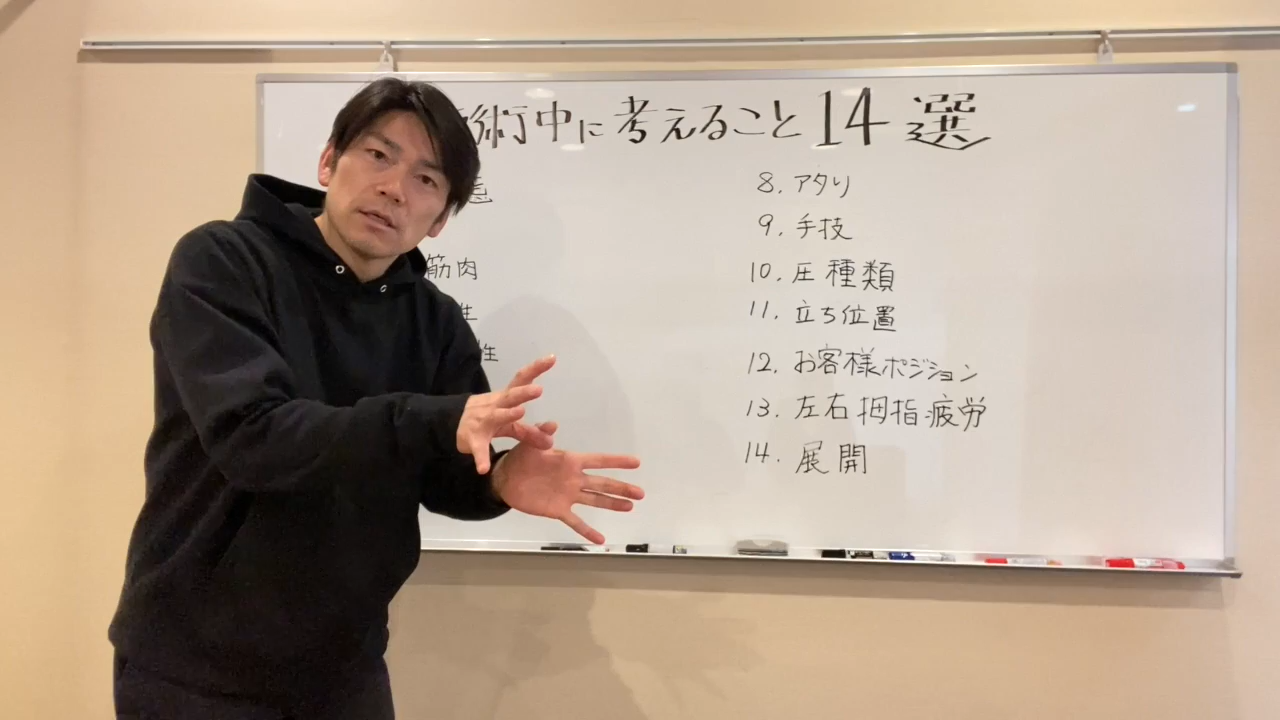 術中に考えること14選
筋肉
性
8. アタリ
9. 手技
10. 圧種類
11. 立ち位置
12. お客様ポジション
13. 左右拇指疲労
14. 展開